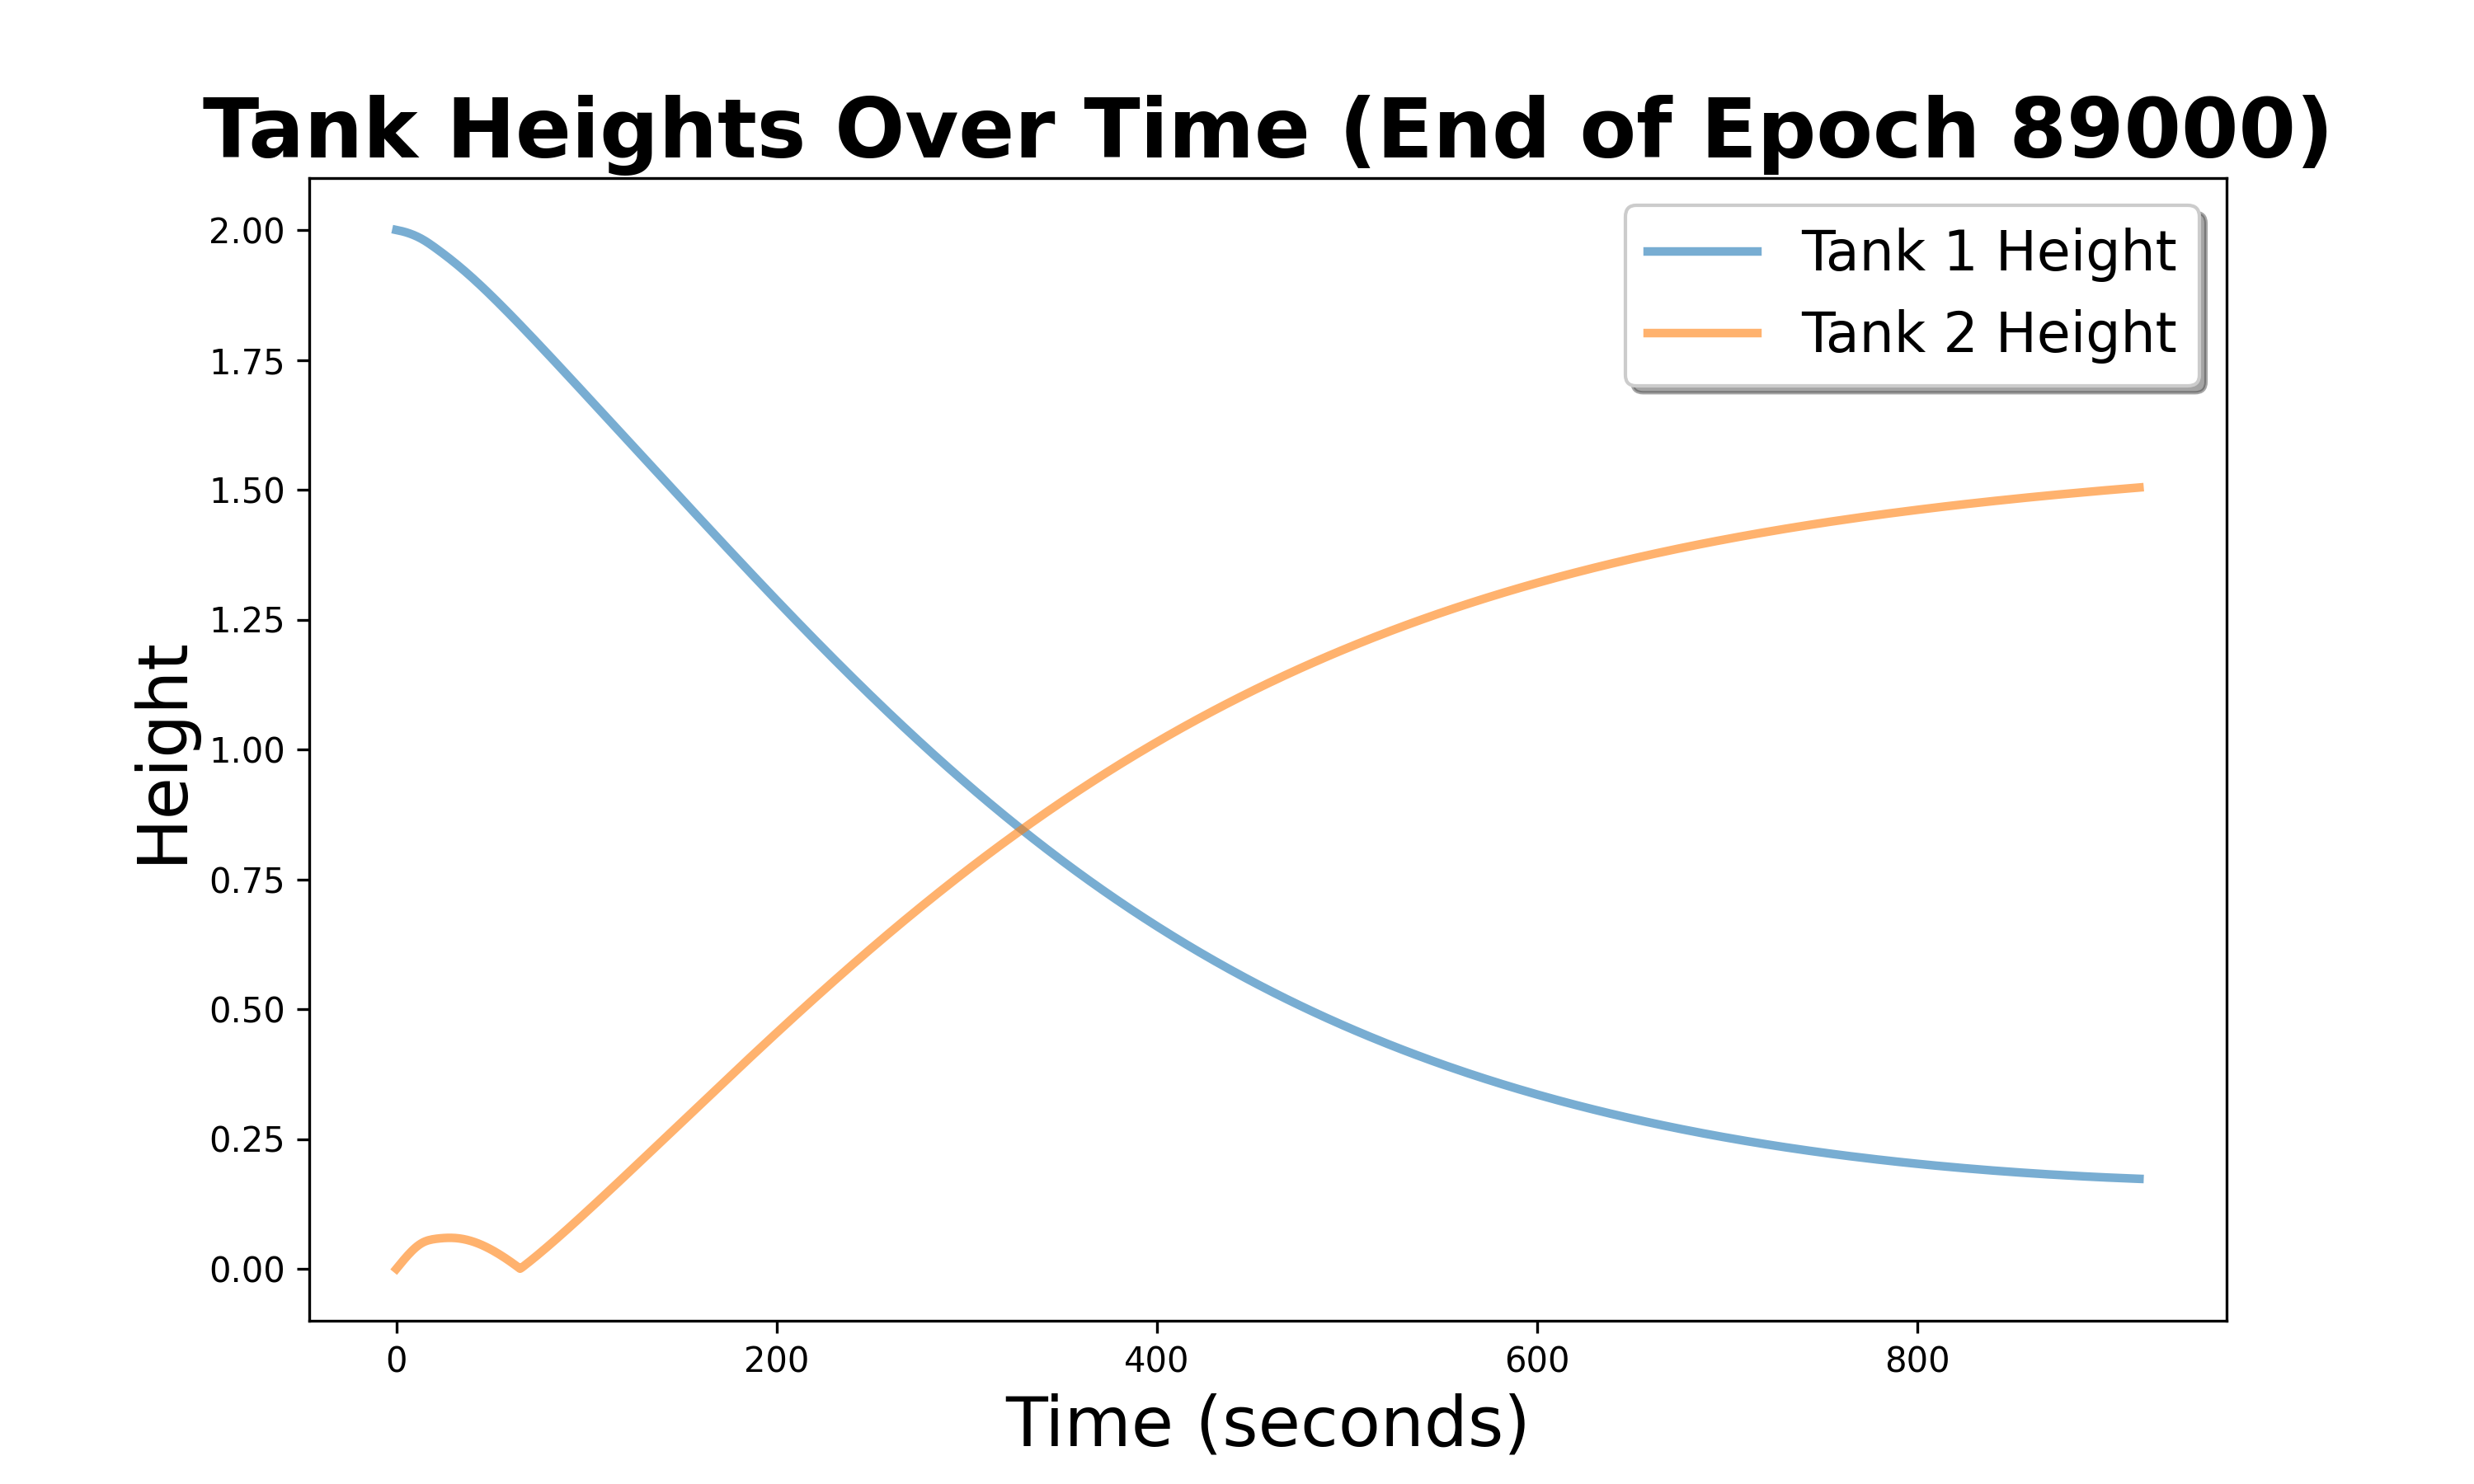 Tank Heights Over Time (End of Epoch 89000)
Tank 1 Height
Tank 2 Height
Height
2.00
1.75
1.50
1.25
1.00
0.75
0.50
0.25
0.00
0 200 400 600 800
Time (seconds)